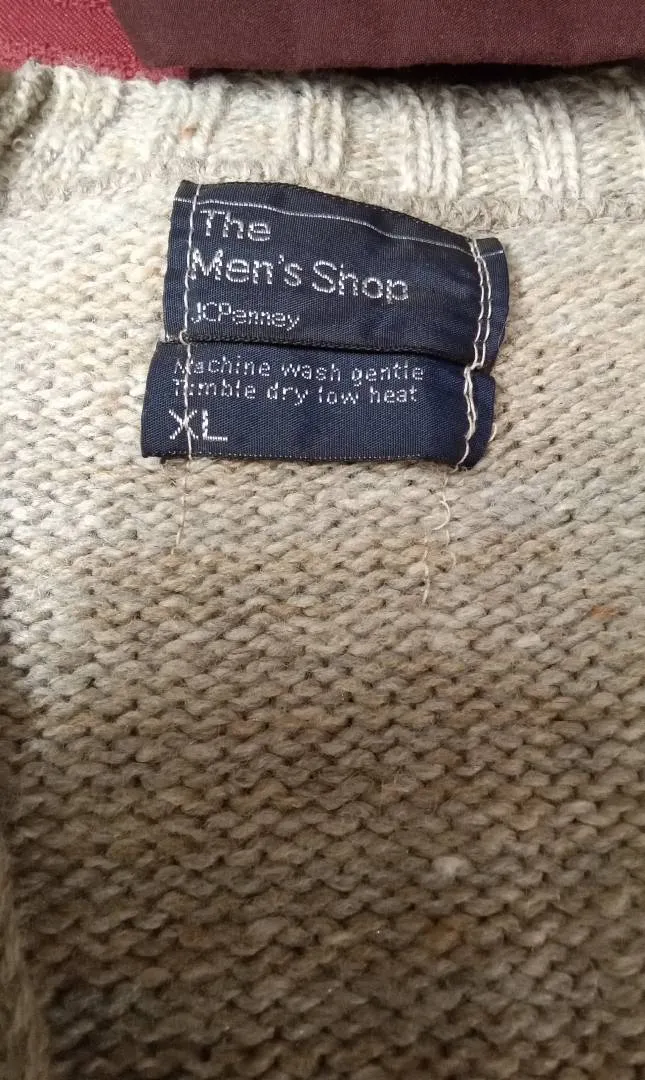 The
Men's Shop
JCPenney
Machine wash gentle
Tumble dry low heat
XL